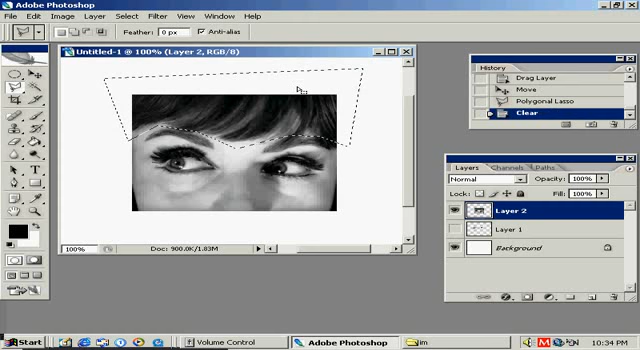 Adobe Photoshop
File Edit Image Layer Select Filter View Window Help
Feather: 0 px Anti-alias
Untitled-1 @ 100% (Layer 2, RGB/8)
History
Drag Layer
Move
Polygonal Lasso
Clear
Layers Channels Paths
Normal Opacity: 100%
Lock: Fill: 100%
Layer 2
Layer 1
Background
100% Doc: 900.0K/1.83M
Start Volume Control Adobe Photoshop im 10:34 PM